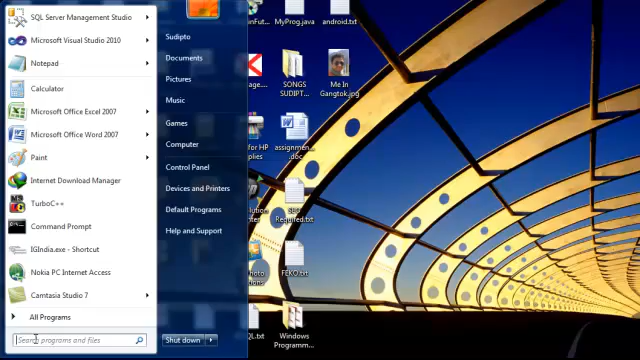 SQL Server Management Studio
Microsoft Visual Studio 2010
Notepad
Calculator
Microsoft Office Excel 2007
Microsoft Office Word 2007
Paint
Internet Download Manager
TurboC++
Command Prompt
IGIndia.exe - Shortcut
Nokia PC Internet Access
Camtasia Studio 7
All Programs
Search programs and files
Sudipto
Documents
Pictures
Music
Games
Computer
Control Panel
Devices and Printers
Default Programs
Help and Support
Shut down
MyProg.java
android.txt
SONGS
SUDIPT...
Me In
Gangtok.jpg
for HP
assignmen...
.doc
Required.txt
FEKO.txt
Windows
Programm...